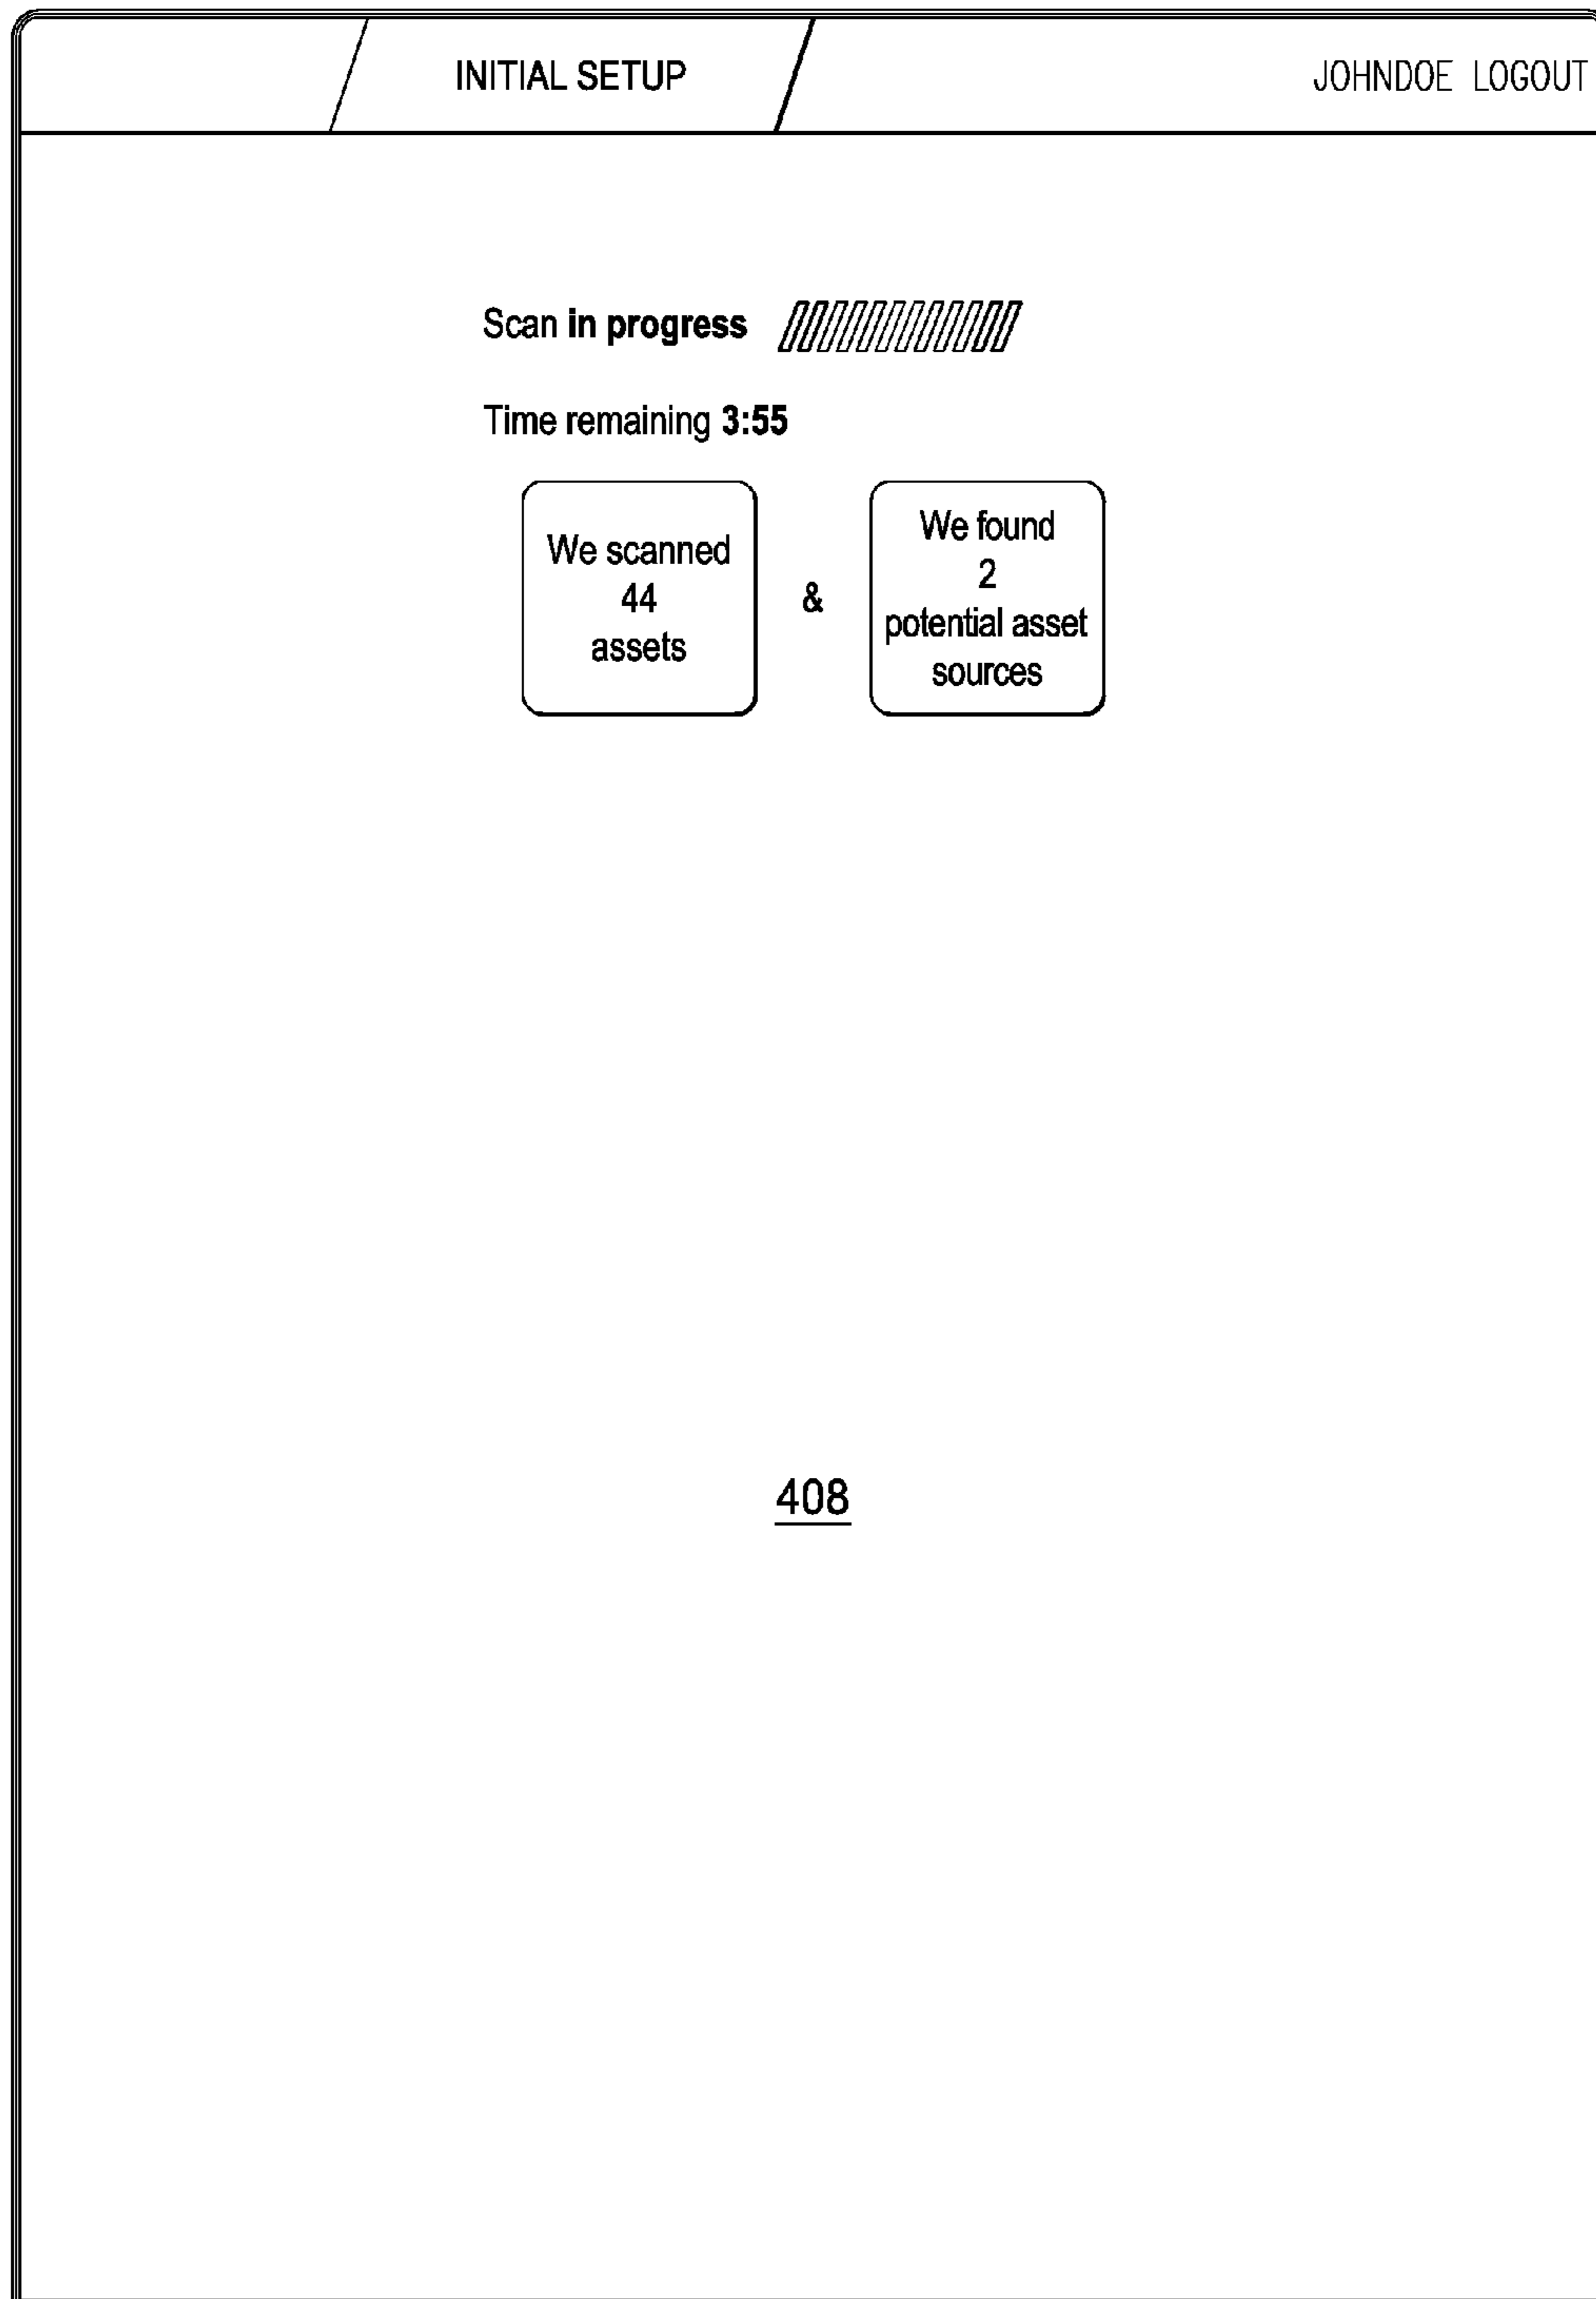 INITIAL SETUP
JOHNDOE LOGOUT
Scan in progress
Time remaining 3:55
We scanned
44
assets
&
We found
2
potential asset
sources
408